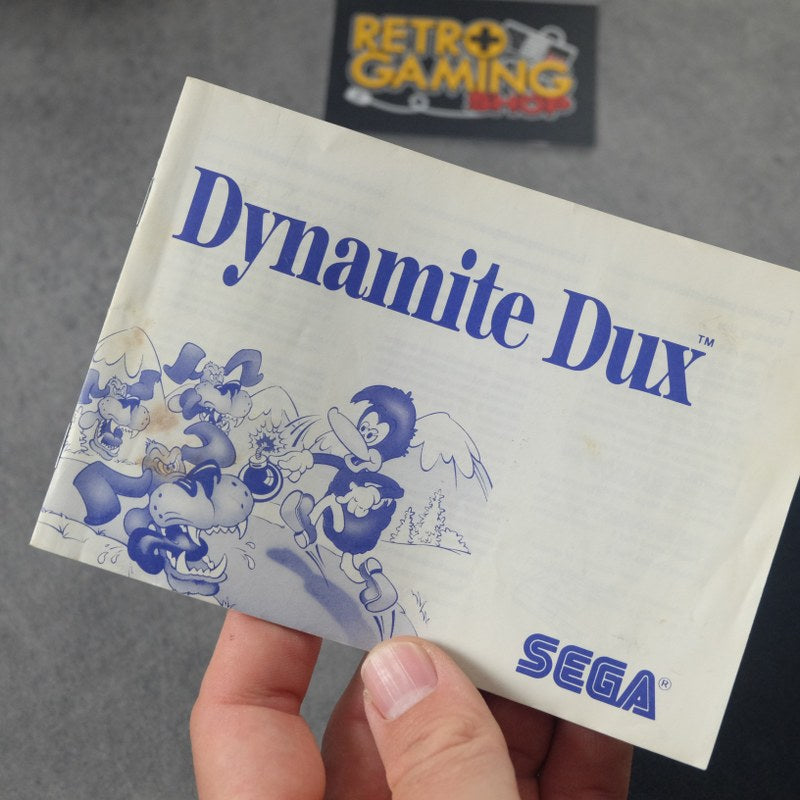 RETRO
GAMING
SHOP
Dynamite Dux™
SEGA®